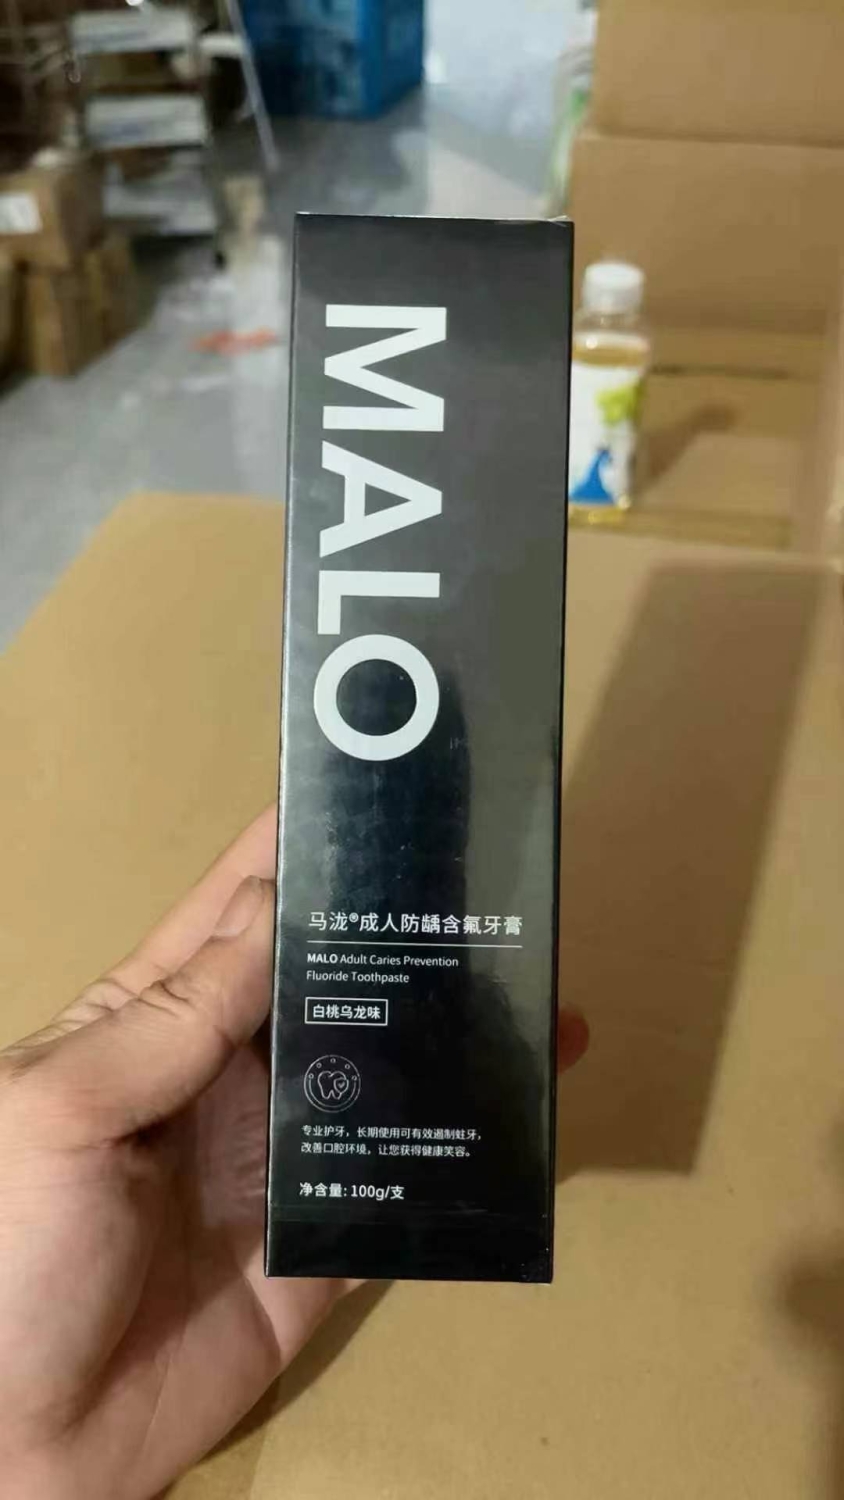 MALO
马泷®成人防龋含氟牙膏
MALO Adult Caries Prevention
Fluoride Toothpaste
白桃乌龙味
专业护牙，长期使用可有效遏制蛀牙，
改善口腔环境，让您获得健康笑容。
净含量: 100g/支